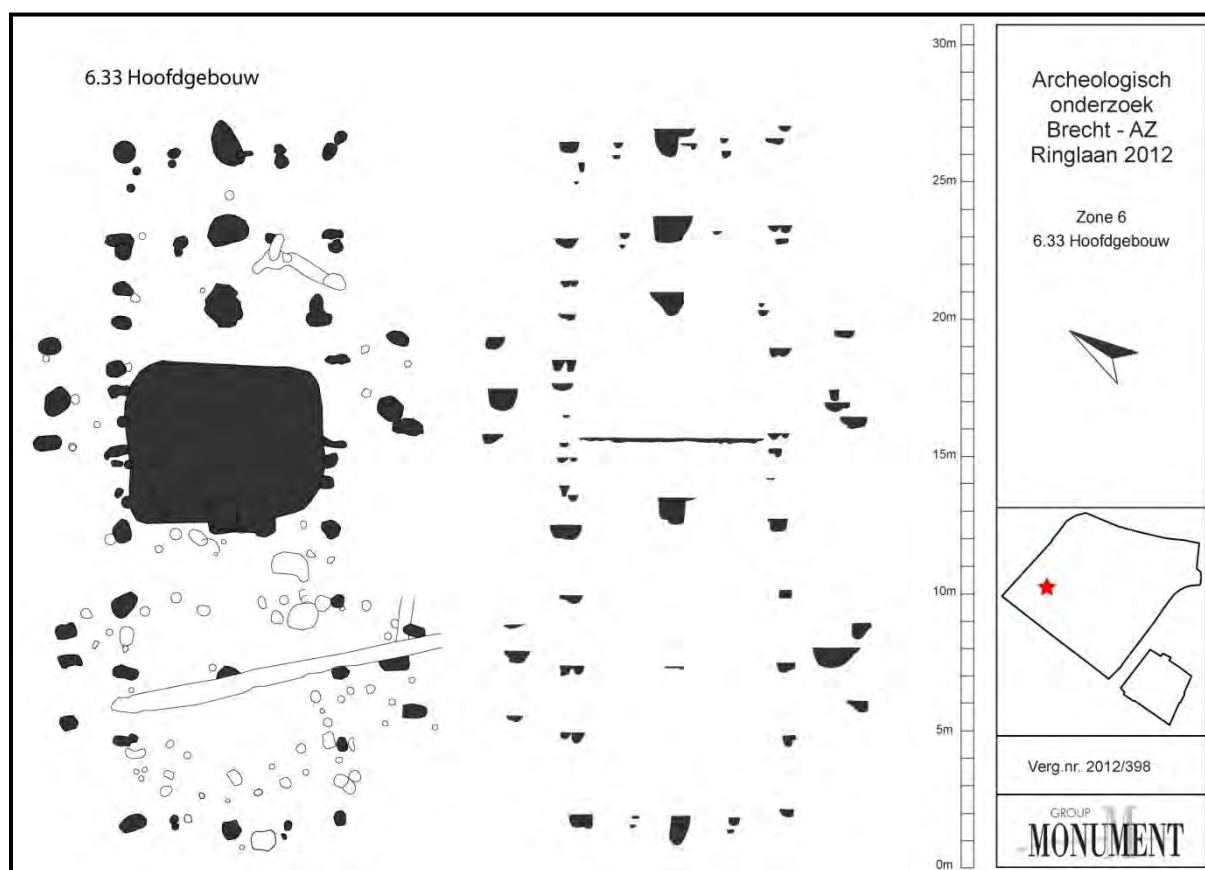 6.33 Hoofdgebouw
30m
25m
20m
15m
10m
5m
0m
Archeologisch
onderzoek
Brecht - AZ
Ringlaan 2012
Zone 6
6.33 Hoofdgebouw
Verg.nr. 2012/398
GROUP
MONUMENT